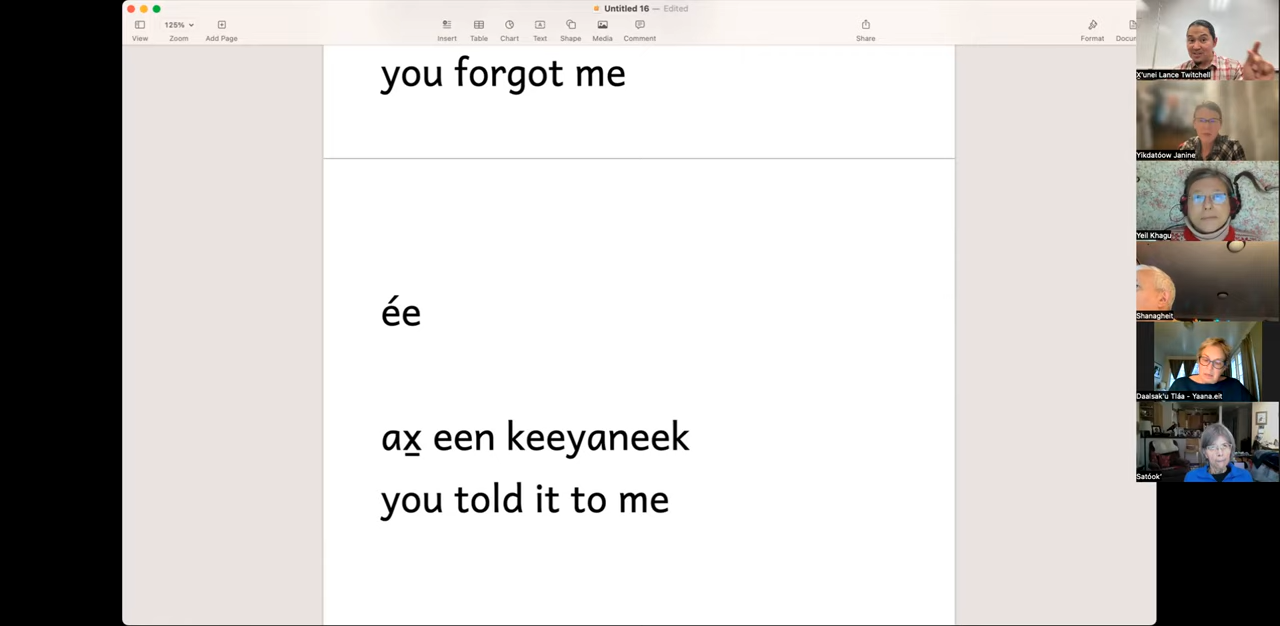 Untitled 16 — Edited
125%
View
Zoom
Add Page
Insert
Table
Chart
Text
Shape
Media
Comment
Share
Format
Docum
you forgot me
ée
ax̲ een keeyaneek
you told it to me
X̱'unei Lance Twitchell
Yikdatóow Janine
Yeil Khagu
Shanagheit
Daalsak'u Tláa - Yaana.eit
Satóok'